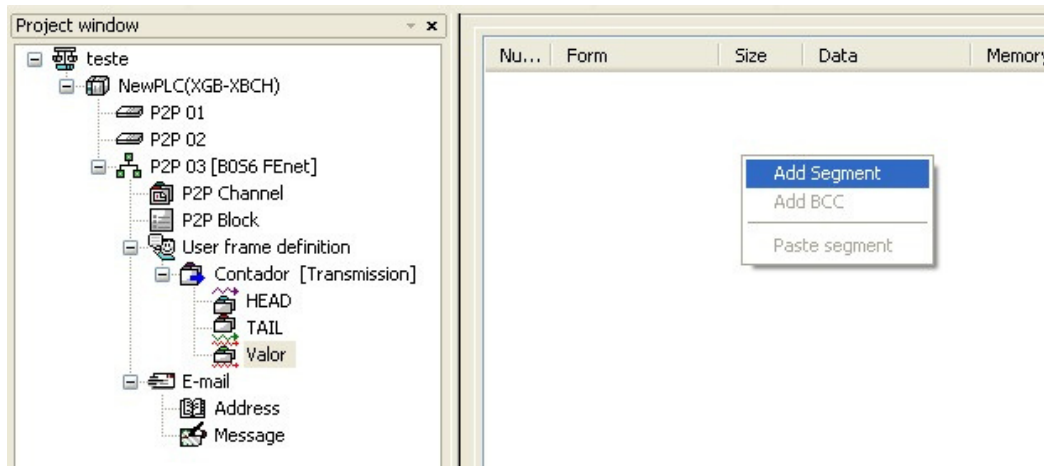 Project window
teste
NewPLC(XGB-XBCH)
P2P 01
P2P 02
P2P 03 [B0S6 FEnet]
P2P Channel
P2P Block
User frame definition
Contador [Transmission]
HEAD
TAIL
Valor
E-mail
Address
Message
Nu... Form Size Data Memory
Add Segment
Add BCC
Paste segment